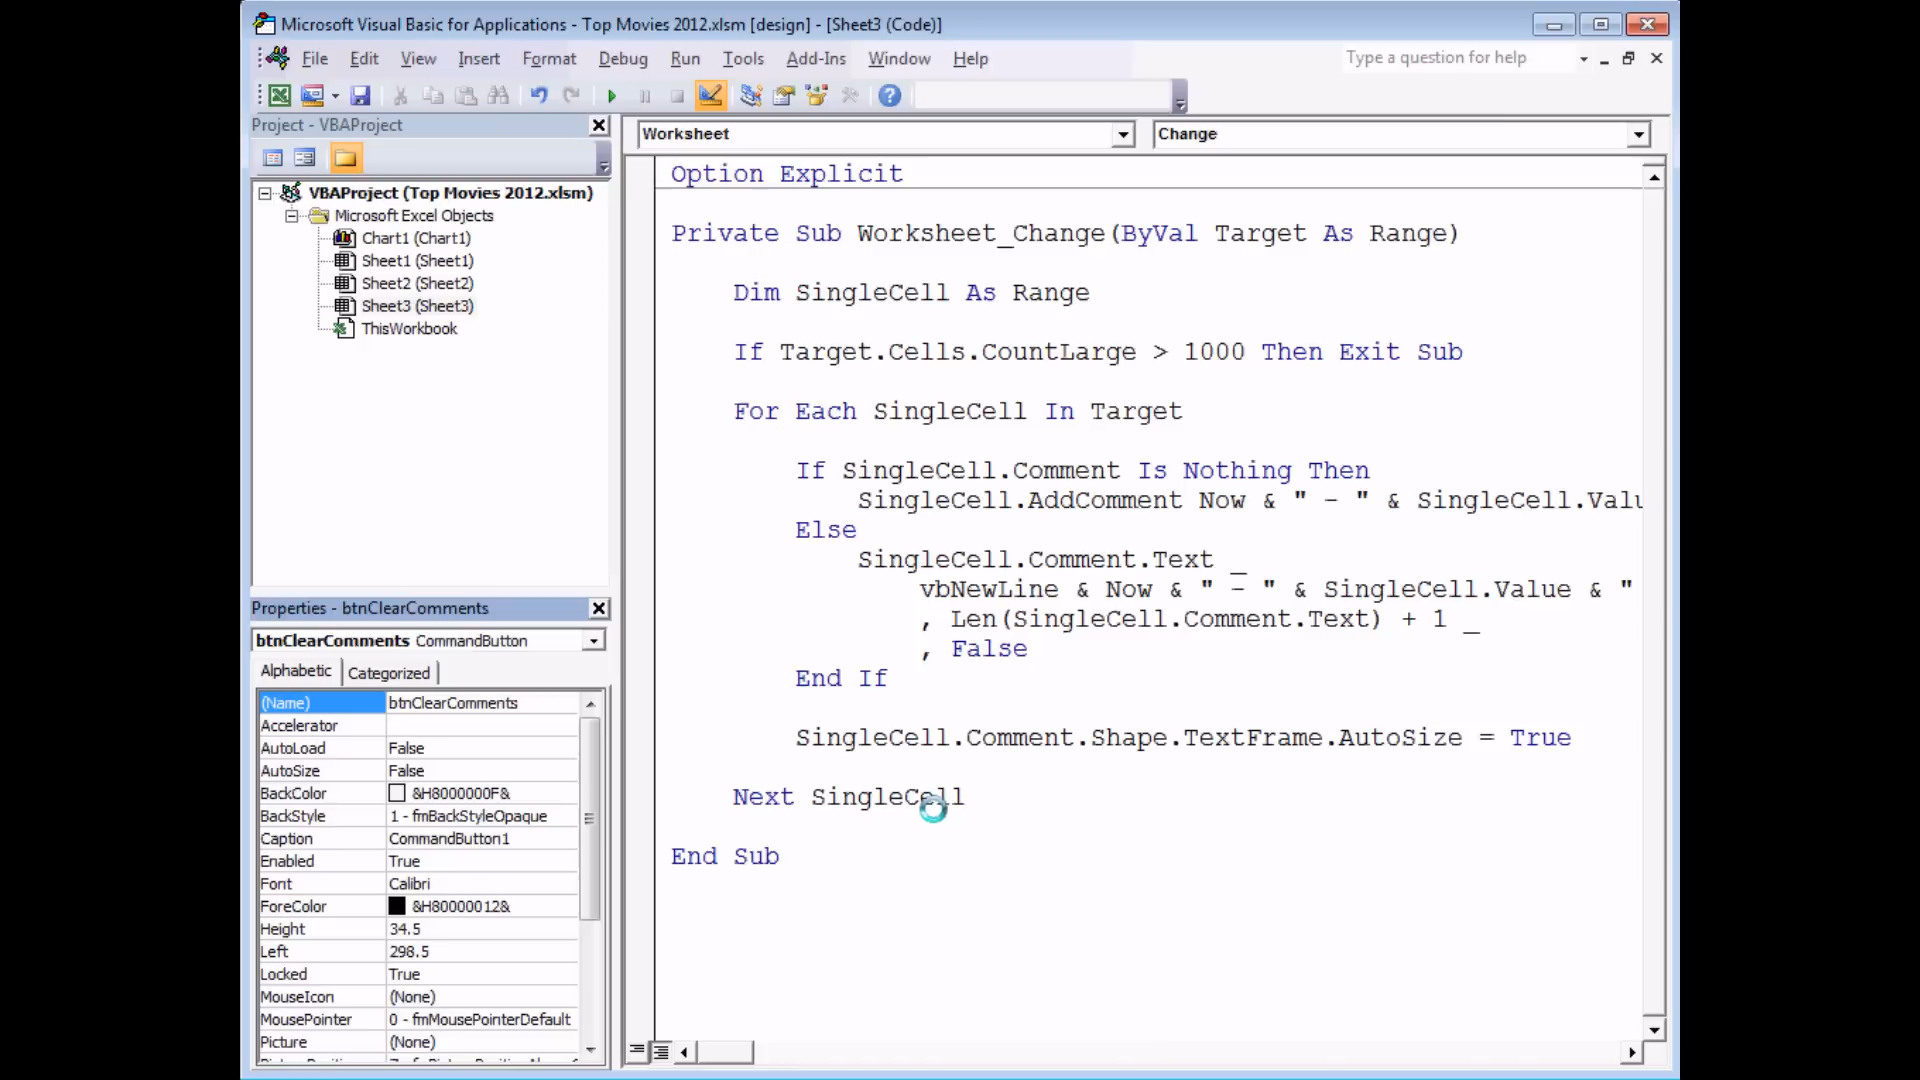 Microsoft Visual Basic for Applications - Top Movies 2012.xlsm [design] - [Sheet3 (Code)]
File Edit View Insert Format Debug Run Tools Add-Ins Window Help
Type a question for help
Project - VBAProject
Worksheet
Change
VBAProject (Top Movies 2012.xlsm)
Microsoft Excel Objects
Chart1 (Chart1)
Sheet1 (Sheet1)
Sheet2 (Sheet2)
Sheet3 (Sheet3)
ThisWorkbook
Properties - btnClearComments
btnClearComments CommandButton
Alphabetic Categorized
(Name) btnClearComments
Accelerator
AutoLoad False
AutoSize False
BackColor &H8000000F&
BackStyle 1 - fmBackStyleOpaque
Caption CommandButton1
Enabled True
Font Calibri
ForeColor &H80000012&
Height 34.5
Left 298.5
Locked True
MouseIcon (None)
MousePointer 0 - fmMousePointerDefault
Picture (None)
Option Explicit
Private Sub Worksheet_Change(ByVal Target As Range)
Dim SingleCell As Range
If Target.Cells.CountLarge > 1000 Then Exit Sub
For Each SingleCell In Target
If SingleCell.Comment Is Nothing Then
SingleCell.AddComment Now & " - " & SingleCell.Valu
Else
SingleCell.Comment.Text _
vbNewLine & Now & " - " & SingleCell.Value & "
, Len(SingleCell.Comment.Text) + 1 _
, False
End If
SingleCell.Comment.Shape.TextFrame.AutoSize = True
Next SingleCell
End Sub